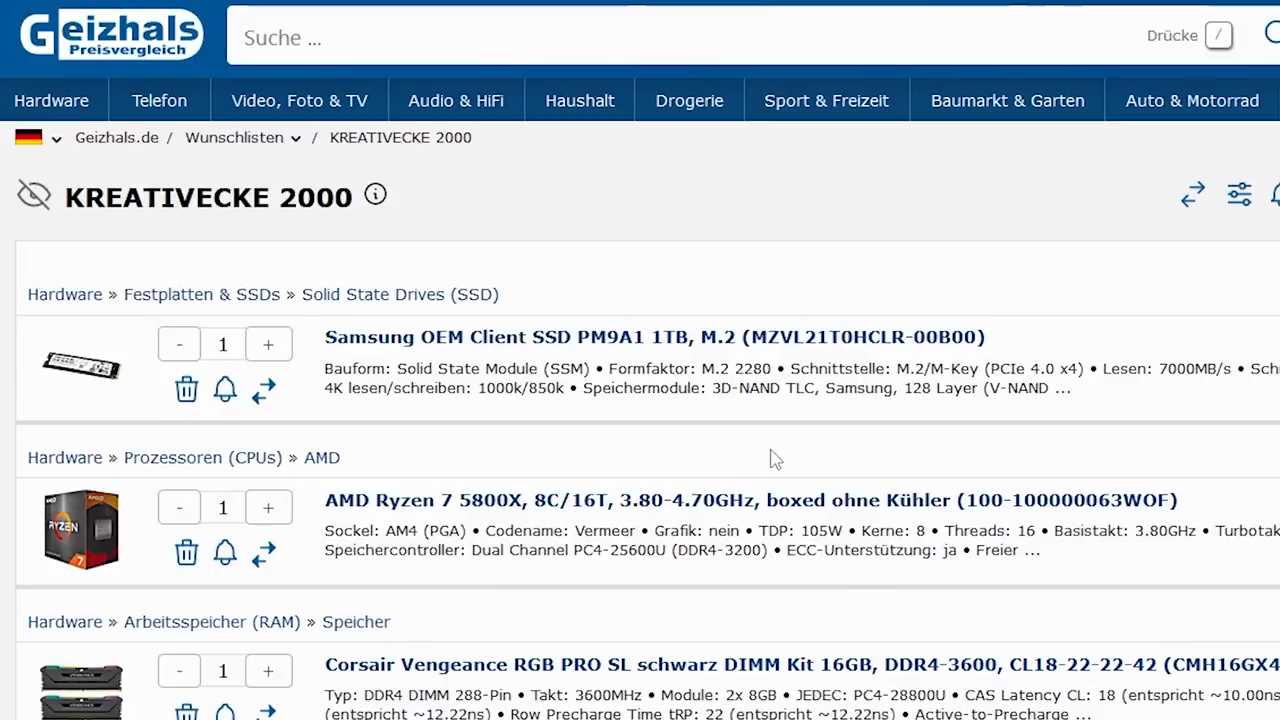 Geizhals
Preisvergleich
Suche ...
Drücke /
Hardware Telefon Video, Foto & TV Audio & HiFi Haushalt Drogerie Sport & Freizeit Baumarkt & Garten Auto & Motorrad
Geizhals.de / Wunschlisten / KREATIVECKE 2000
KREATIVECKE 2000
Hardware » Festplatten & SSDs » Solid State Drives (SSD)
- 1 +
Samsung OEM Client SSD PM9A1 1TB, M.2 (MZVL21T0HCLR-00B00)
Bauform: Solid State Module (SSM) • Formfaktor: M.2 2280 • Schnittstelle: M.2/M-Key (PCIe 4.0 x4) • Lesen: 7000MB/s • Sch
4K lesen/schreiben: 1000k/850k • Speichermodule: 3D-NAND TLC, Samsung, 128 Layer (V-NAND ...
Hardware » Prozessoren (CPUs) » AMD
RYZEN
7
- 1 +
AMD Ryzen 7 5800X, 8C/16T, 3.80-4.70GHz, boxed ohne Kühler (100-100000063WOF)
Sockel: AM4 (PGA) • Codename: Vermeer • Grafik: nein • TDP: 105W • Kerne: 8 • Threads: 16 • Basistakt: 3.80GHz • Turbotak
Speichercontroller: Dual Channel PC4-25600U (DDR4-3200) • ECC-Unterstützung: ja • Freier ...
Hardware » Arbeitsspeicher (RAM) » Speicher
- 1 +
Corsair Vengeance RGB PRO SL schwarz DIMM Kit 16GB, DDR4-3600, CL18-22-22-42 (CMH16GX4
Typ: DDR4 DIMM 288-Pin • Takt: 3600MHz • Module: 2x 8GB • JEDEC: PC4-28800U • CAS Latency CL: 18 (entspricht ~10.00ns
(entspricht ~12.22ns) • Row Precharge Time tRP: 22 (entspricht ~12.22ns) • Active-to-Precharge ...